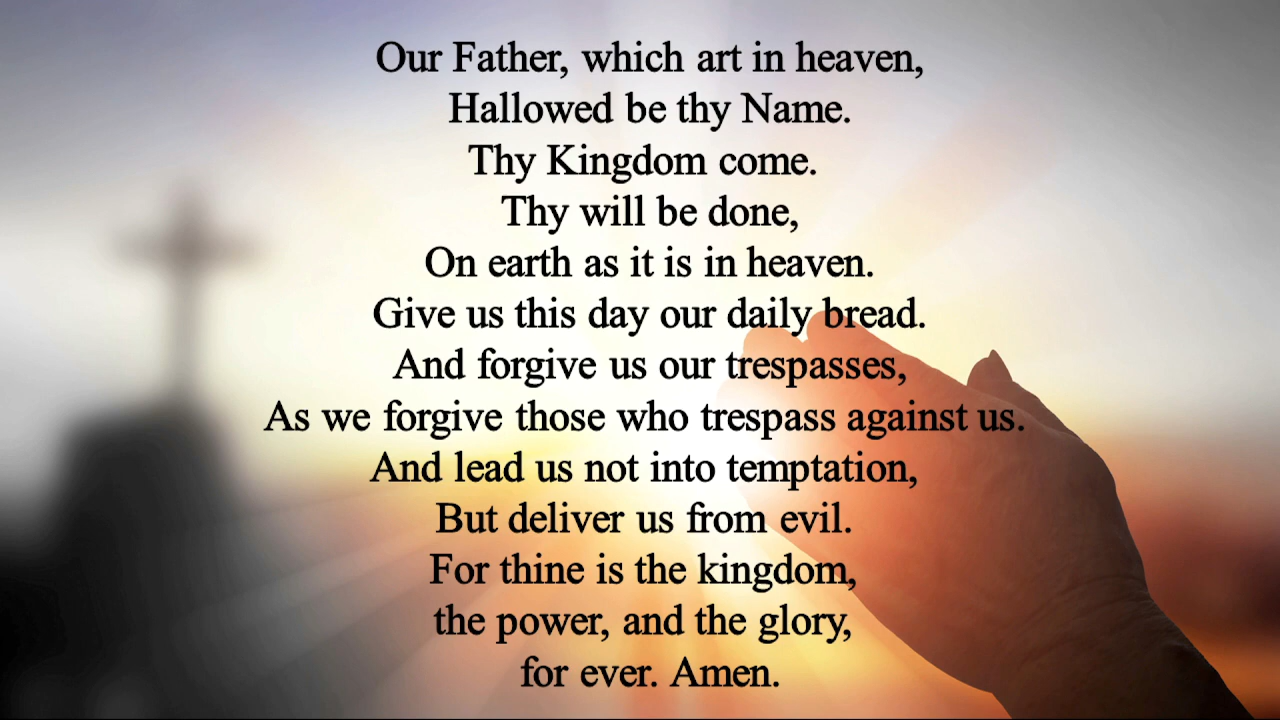 Our Father, which art in heaven,
Hallowed be thy Name.
Thy Kingdom come.
Thy will be done,
On earth as it is in heaven.
Give us this day our daily bread.
And forgive us our trespasses,
As we forgive those who trespass against us.
And lead us not into temptation,
But deliver us from evil.
For thine is the kingdom,
the power, and the glory,
for ever. Amen.